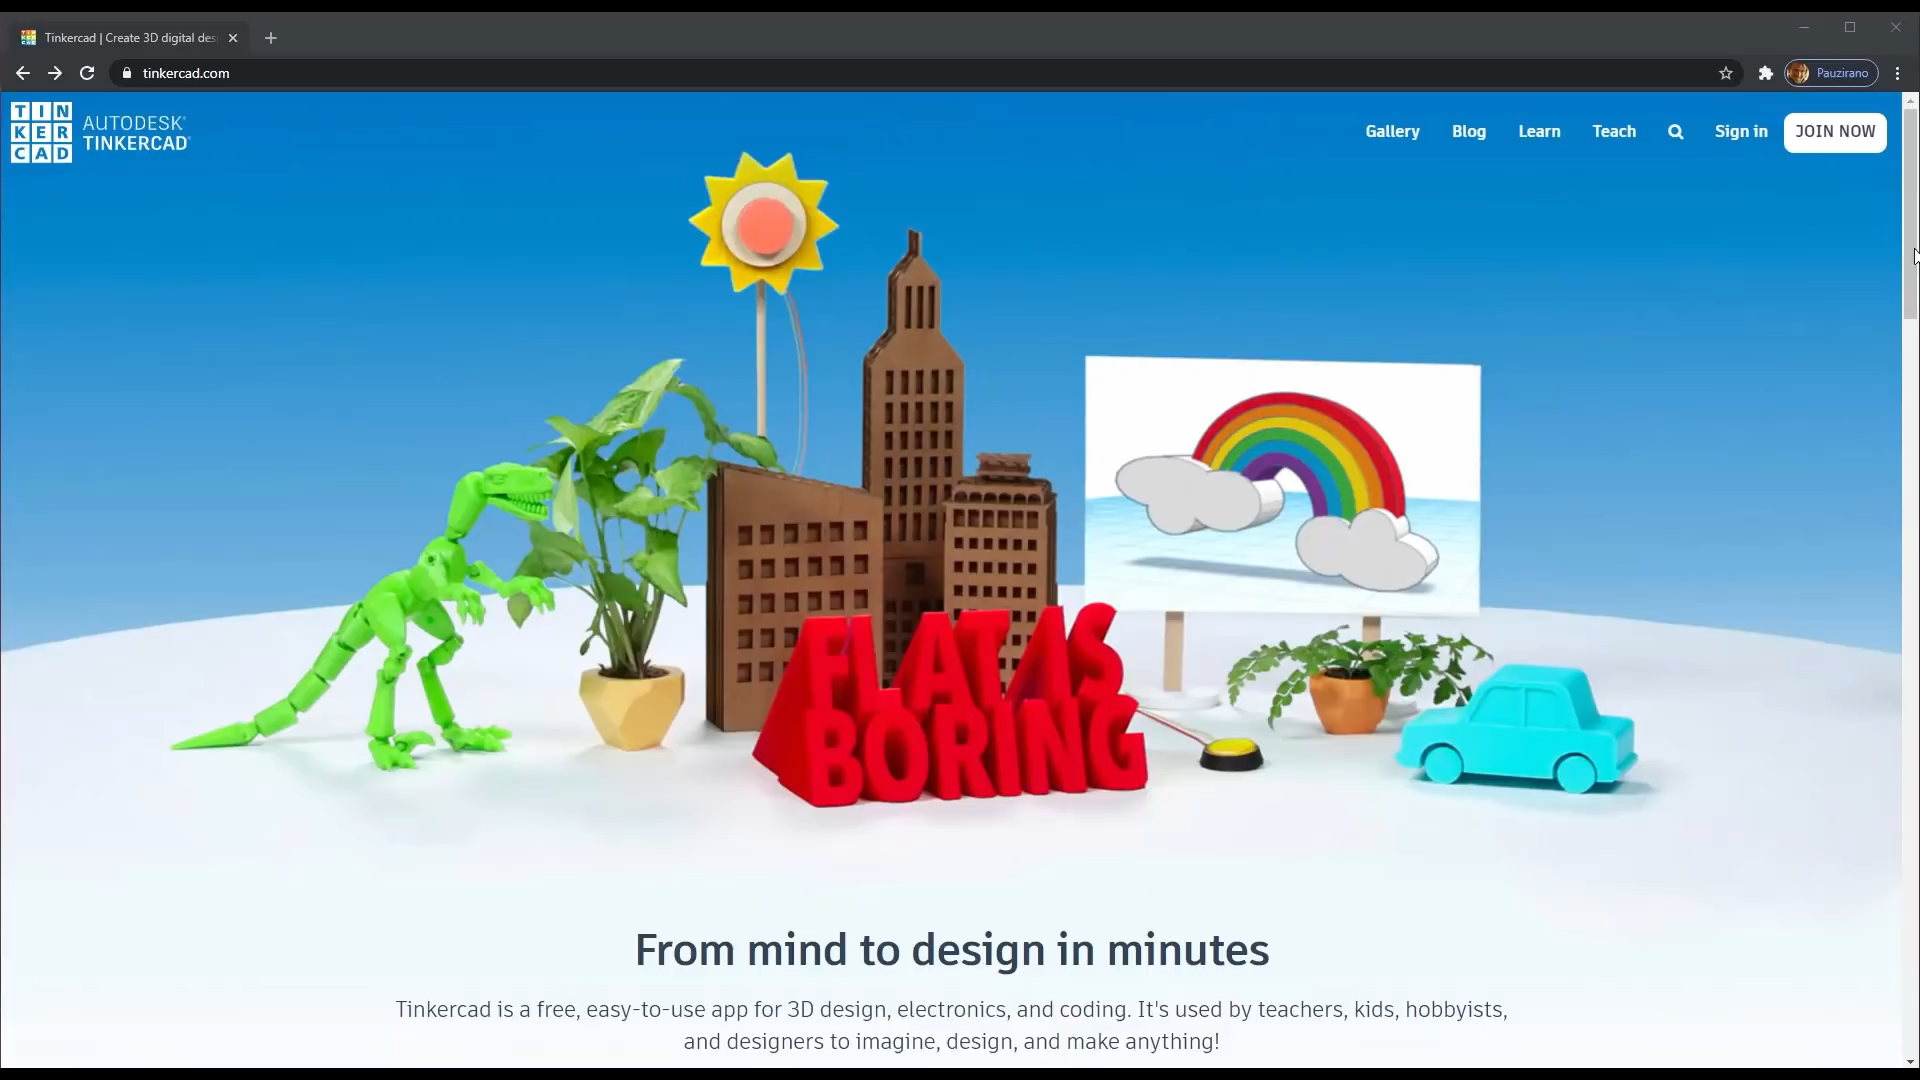 Tinkercad | Create 3D digital des
tinkercad.com
Pauzirano
TIN
KER
CAD
AUTODESK®
TINKERCAD®
Gallery
Blog
Learn
Teach
Sign in
JOIN NOW
FLAT IS
BORING
From mind to design in minutes
Tinkercad is a free, easy-to-use app for 3D design, electronics, and coding. It's used by teachers, kids, hobbyists,
and designers to imagine, design, and make anything!